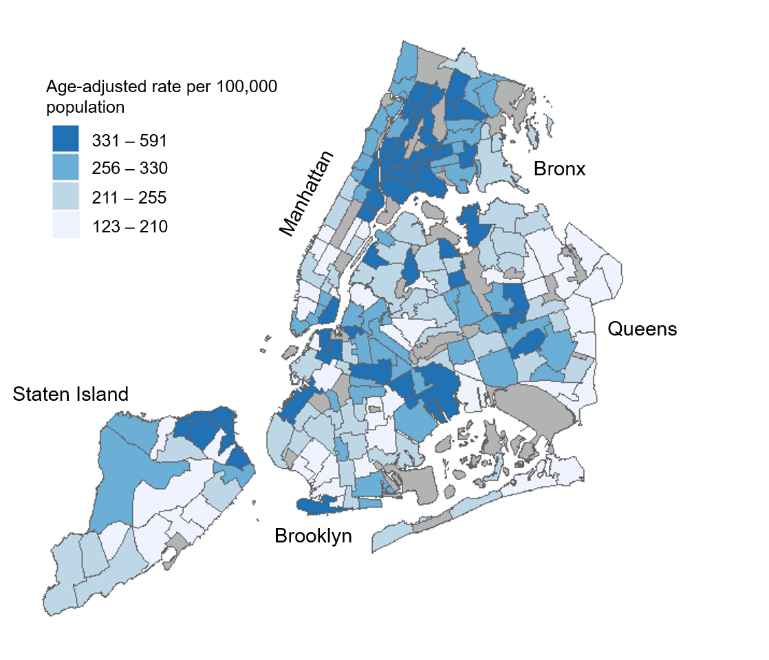 Age-adjusted rate per 100,000
population
331 – 591
256 – 330
211 – 255
123 – 210
Manhattan
Bronx
Queens
Staten Island
Brooklyn